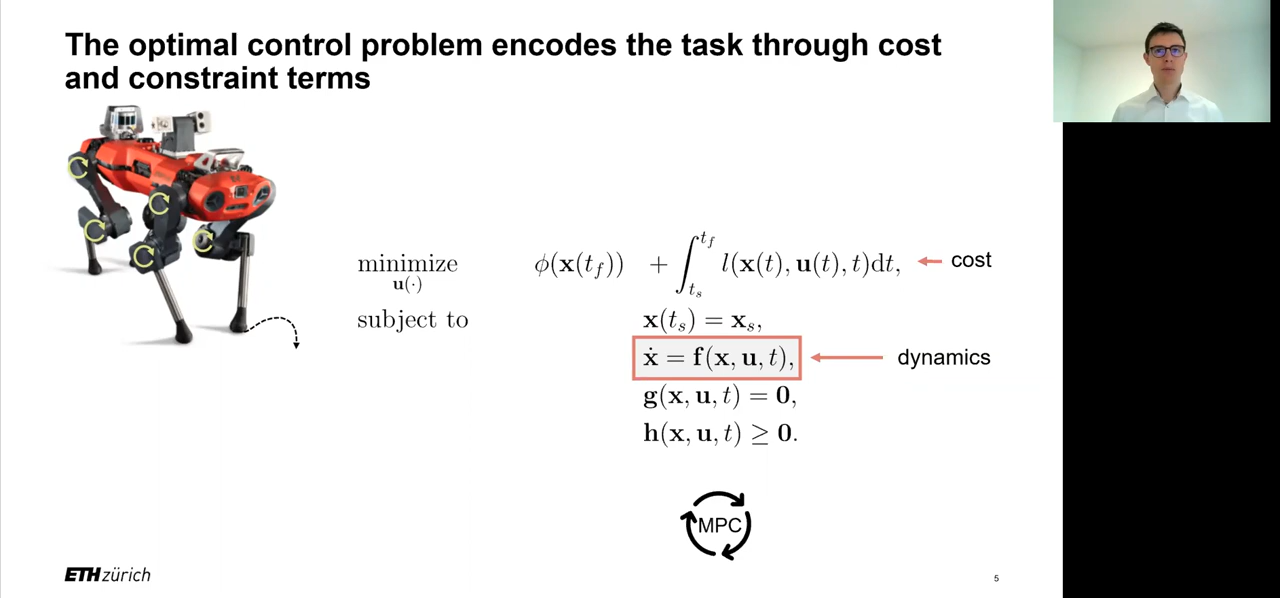 The optimal control problem encodes the task through cost
and constraint terms
minimize
u(·)
ϕ(x(t_f)) + ∫_{t_s}^{t_f} l(x(t), u(t), t)dt,
cost
subject to
x(t_s) = x_s,
ẋ = f(x, u, t),
dynamics
g(x, u, t) = 0,
h(x, u, t) ≥ 0.
MPC
ETH zürich
5